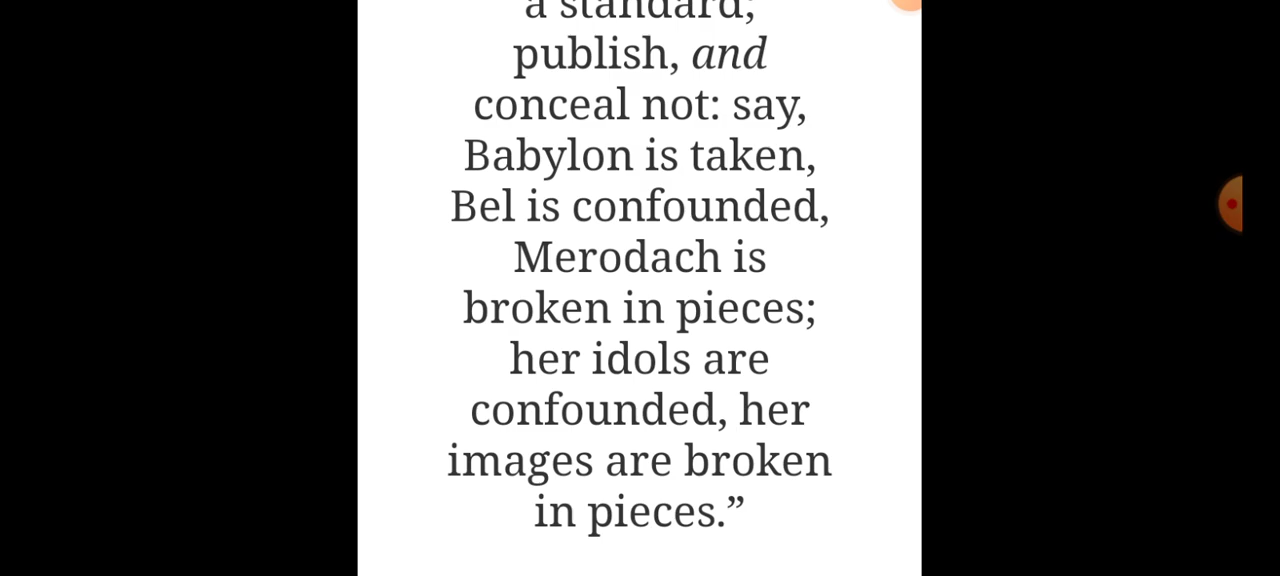 a standard;
publish, and
conceal not: say,
Babylon is taken,
Bel is confounded,
Merodach is
broken in pieces;
her idols are
confounded, her
images are broken
in pieces.”